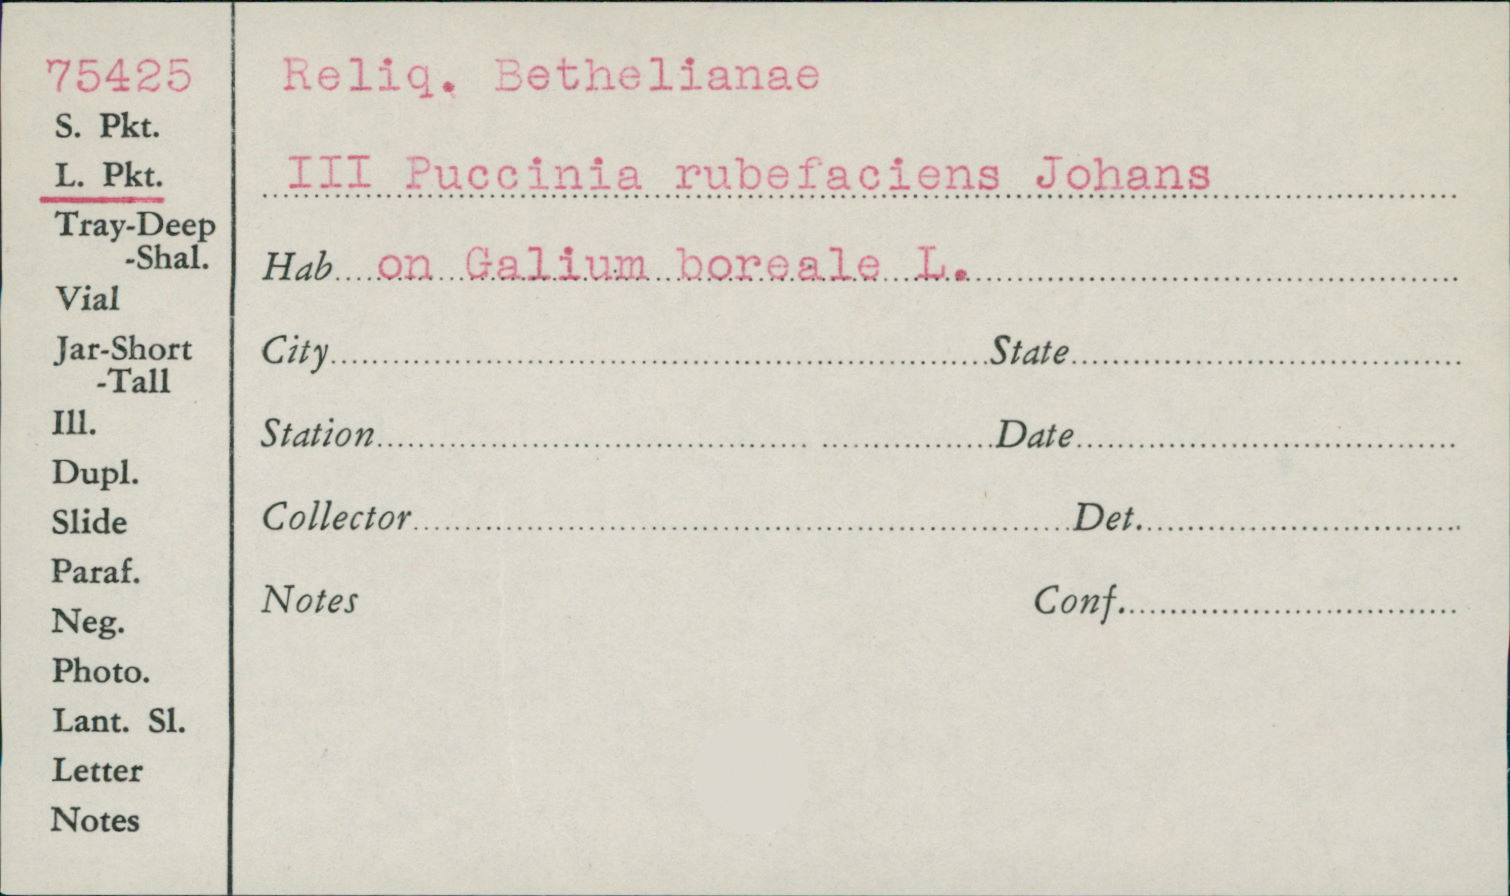 75425
S. Pkt.
L. Pkt.
Tray-Deep
-Shal.
Vial
Jar-Short
-Tall
Ill.
Dupl.
Slide
Paraf.
Neg.
Photo.
Lant. Sl.
Letter
Notes
Reliq. Bethelianae
III Puccinia rubefaciens Johans
Hab on Galium boreale L.
City State
Station Date
Collector Det.
Notes Conf.